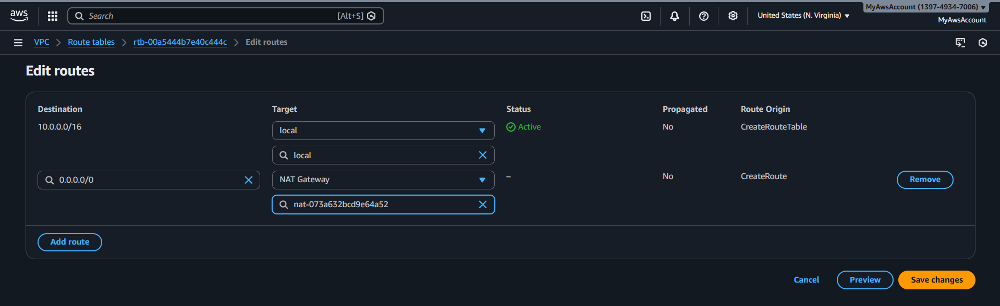 MyAwsAccount (1397-4934-7006)
aws
Search
[Alt+S]
United States (N. Virginia)
MyAwsAccount
VPC
Route tables
rtb-00a5444b7e40c444c
Edit routes
Edit routes
Destination
Target
Status
Propagated
Route Origin
10.0.0.0/16
local
Active
No
CreateRouteTable
local
0.0.0.0/0
NAT Gateway
–
No
CreateRoute
Remove
nat-073a632bcd9e64a52
Add route
Cancel
Preview
Save changes